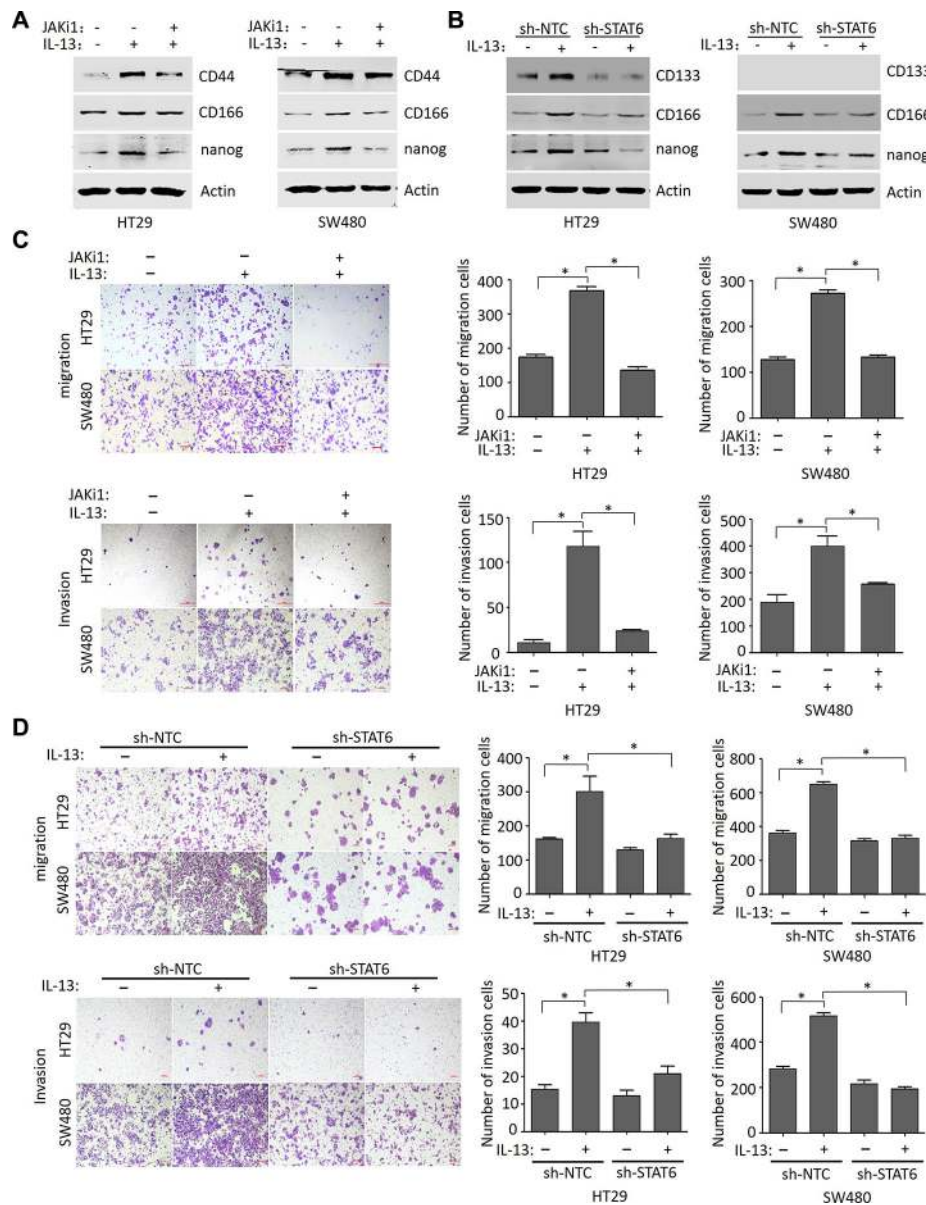 A
JAKi1: - - +
IL-13: - + +
CD44
CD166
nanog
Actin
HT29
JAKi1: - - +
IL-13: - + +
CD44
CD166
nanog
Actin
SW480
B
sh-NTC sh-STAT6
IL-13: - + - +
CD133
CD166
nanog
Actin
HT29
sh-NTC sh-STAT6
IL-13: - + - +
CD133
CD166
nanog
Actin
SW480
C
JAKi1: − − +
IL-13: − + +
migration
HT29
SW480
Number of migration cells
400
300
200
100
0
* *
JAKi1: − − +
IL-13: − + +
HT29
Number of migration cells
300
200
100
0
* *
JAKi1: − − +
IL-13: − + +
SW480
JAKi1: − − +
IL-13: − + +
Invasion
HT29
SW480
Number of invasion cells
150
100
50
0
* *
JAKi1: − − +
IL-13: − + +
HT29
Number of invasion cells
400
300
200
100
0
* *
JAKi1: − − +
IL-13: − + +
SW480
D
sh-NTC sh-STAT6
IL-13: − + − +
migration
HT29
SW480
Number of migration cells
400
300
200
100
0
* *
IL-13: − + − +
sh-NTC sh-STAT6
HT29
Number of migration cells
800
600
400
200
0
* *
IL-13: − + − +
sh-NTC sh-STAT6
SW480
sh-NTC sh-STAT6
IL-13: − + − +
Invasion
HT29
SW480
Number of invasion cells
50
40
30
20
10
0
* *
IL-13: − + − +
sh-NTC sh-STAT6
HT29
Number of invasion cells
600
400
200
0
* *
IL-13: − + − +
sh-NTC sh-STAT6
SW480